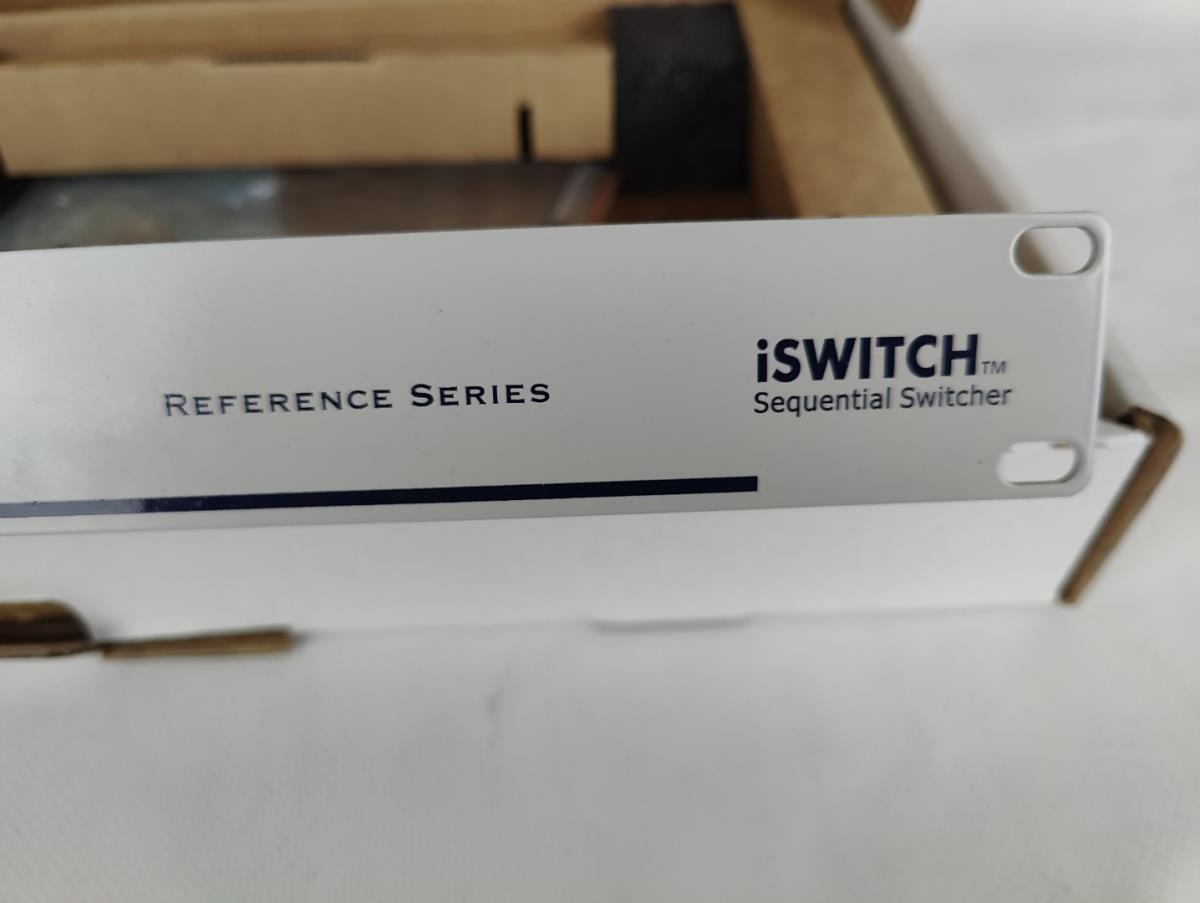 REFERENCE SERIES
iSWITCH™
Sequential Switcher